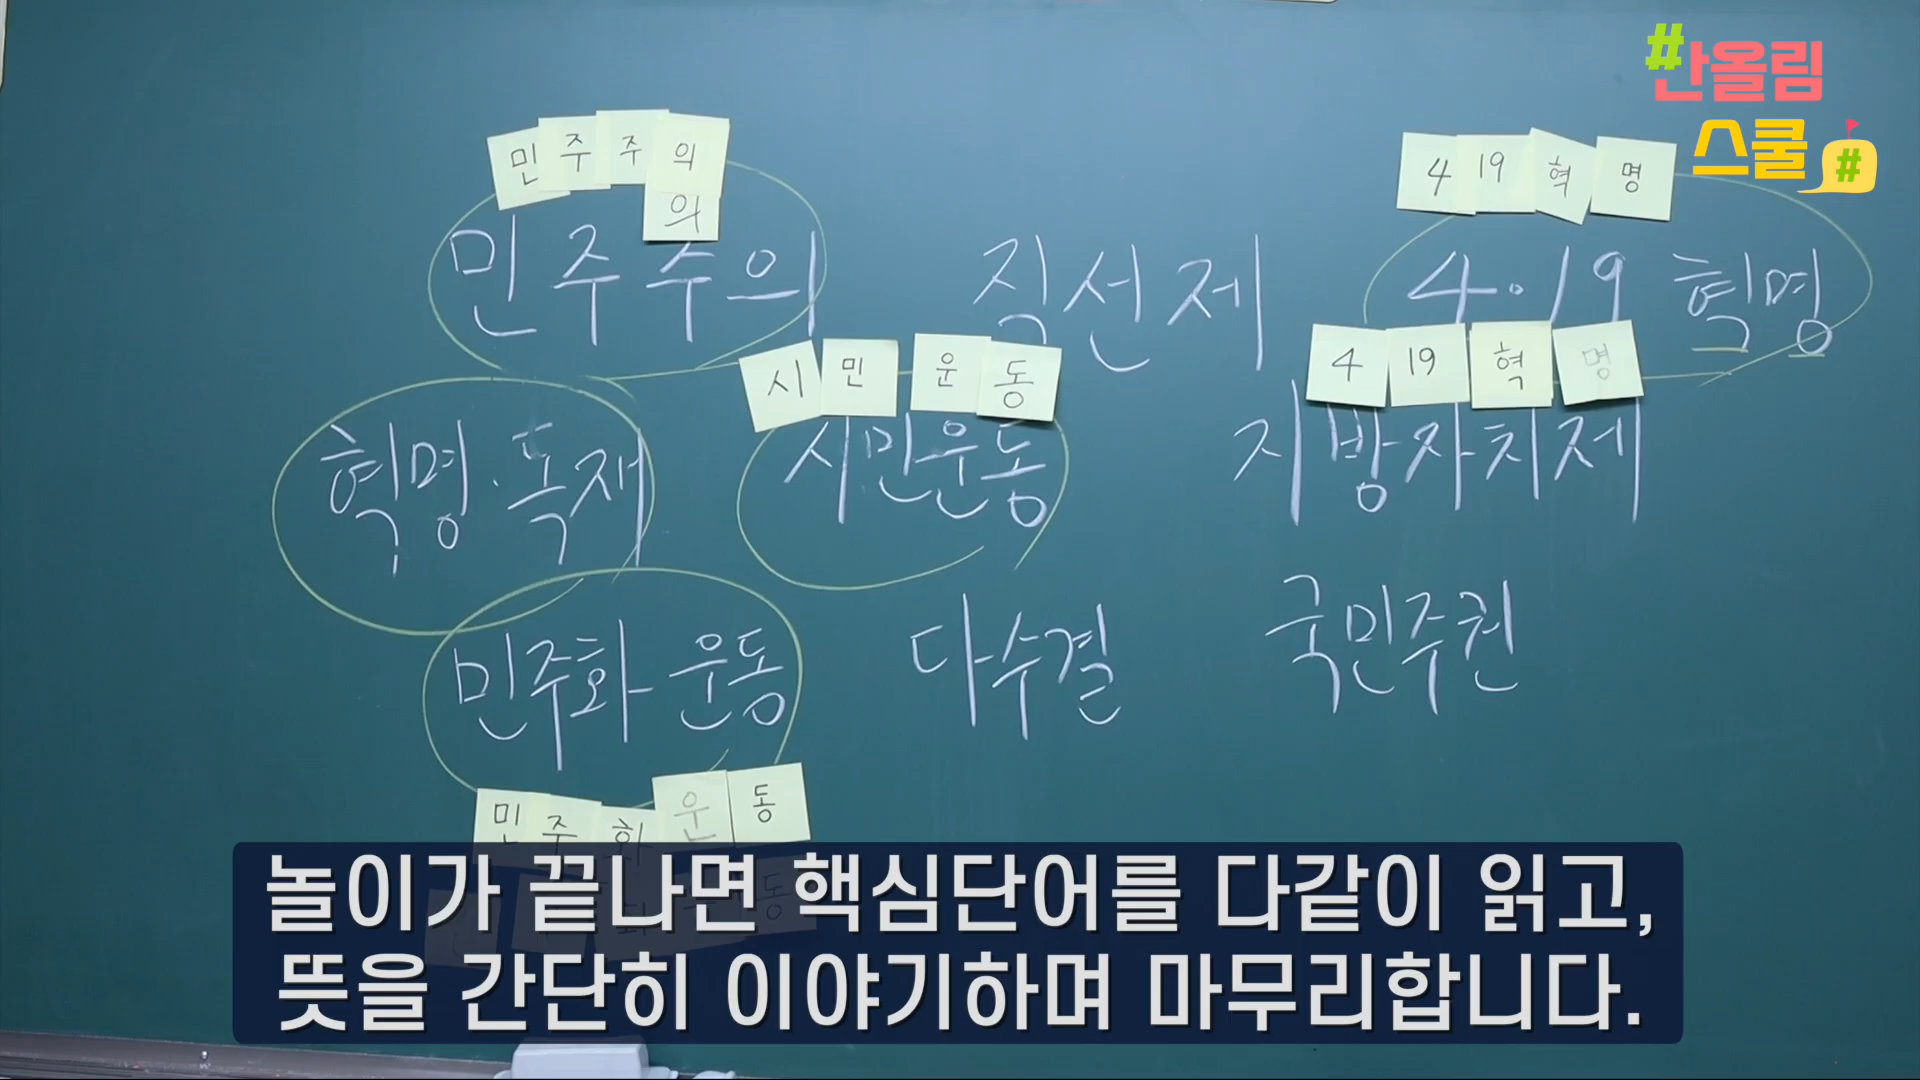 #산올림
스쿨
#
민 주 주 의
의
4 19 혁 명
민주주의
직선제
4·19 혁명
시 민 운 동
4 19 혁 명
혁명·독재
시민운동
지방자치제
민주화 운동
다수결
국민주권
민 주 화 운 동
놀이가 끝나면 핵심단어를 다같이 읽고,
뜻을 간단히 이야기하며 마무리합니다.